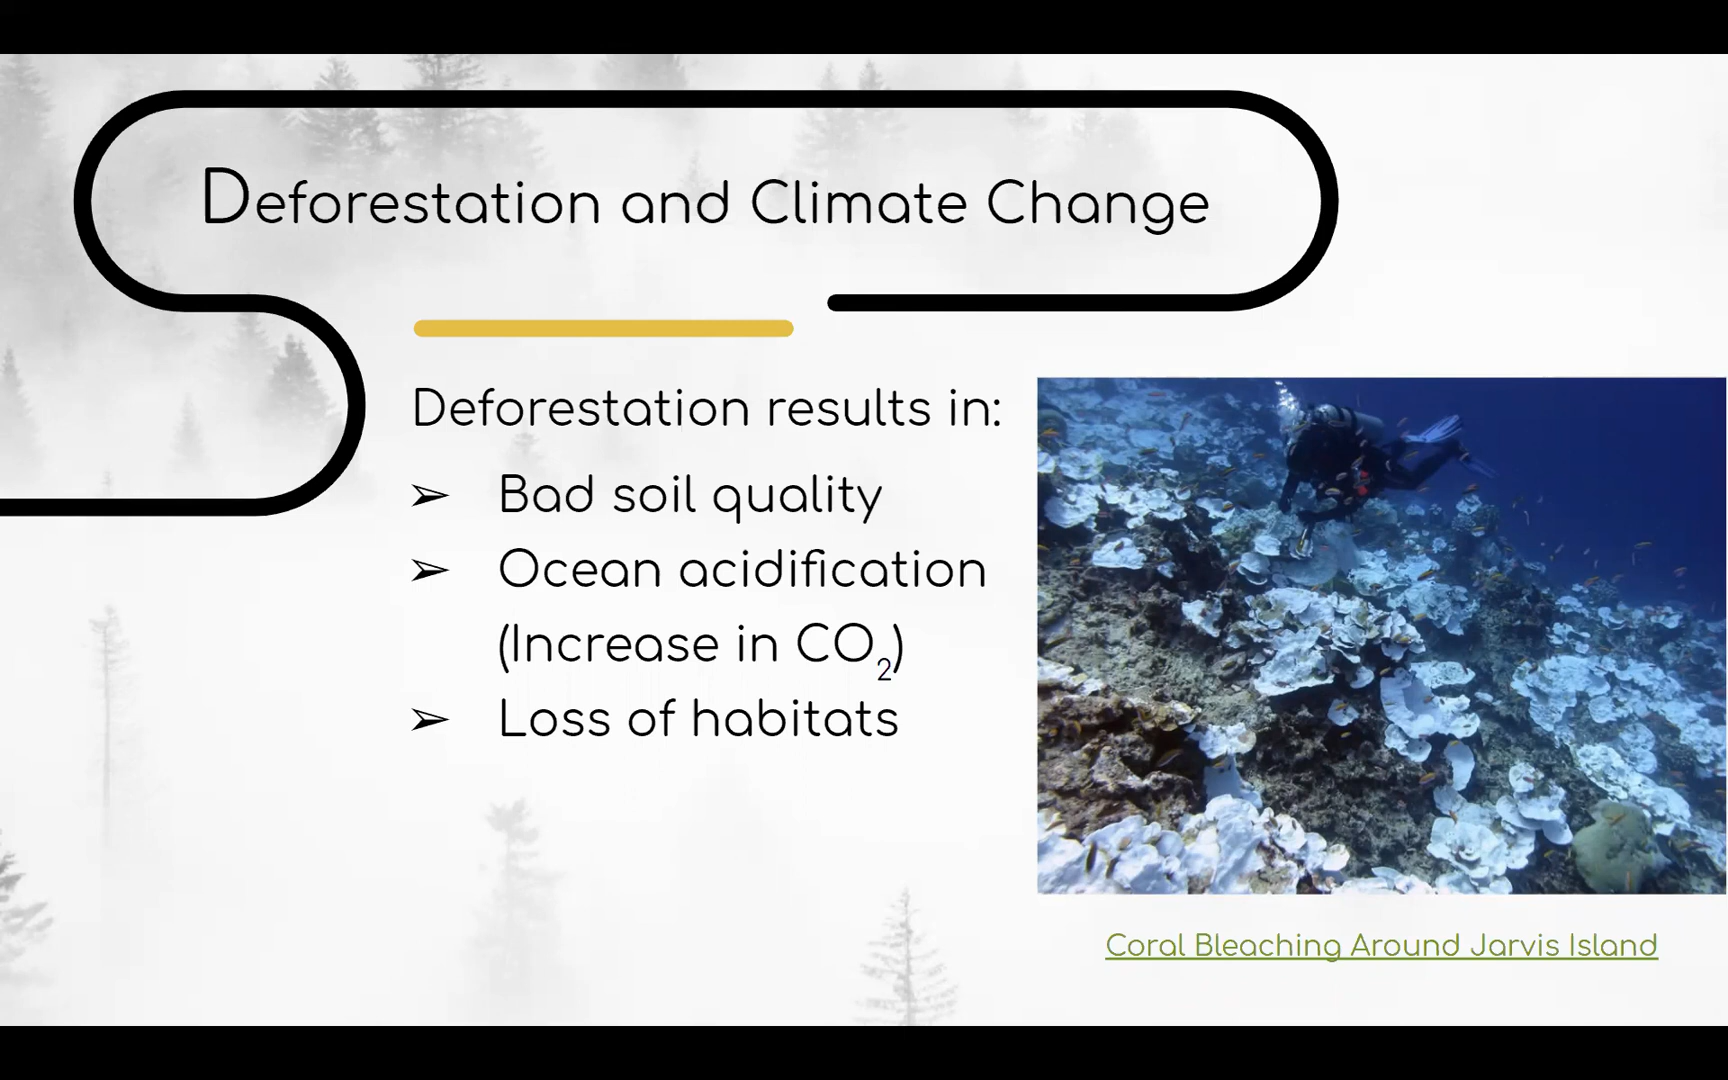 Deforestation and Climate Change
Deforestation results in:
➢ Bad soil quality
➢ Ocean acidification
(Increase in CO₂)
➢ Loss of habitats
Coral Bleaching Around Jarvis Island